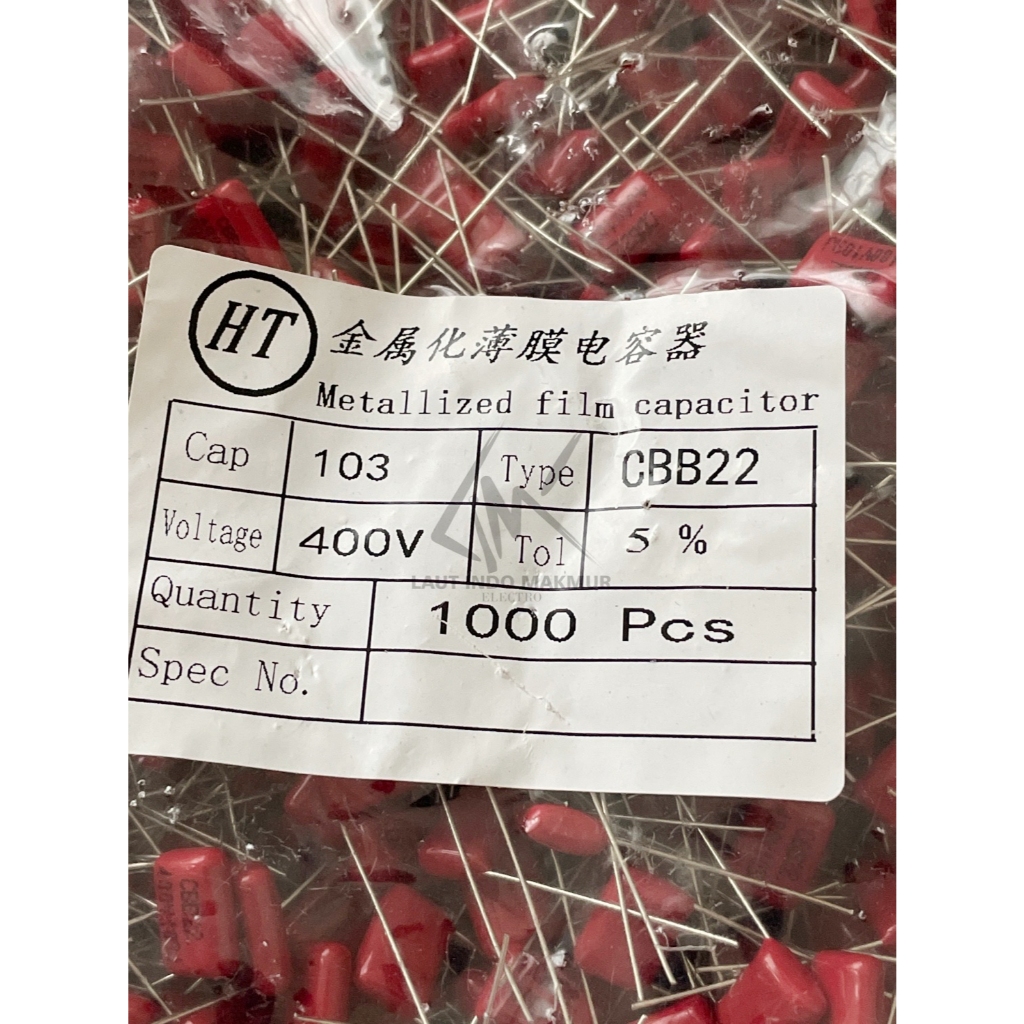 HT 金属化薄膜电容器
Metallized film capacitor
Cap 103 Type CBB22
Voltage 400V Tol 5 %
LAUT INDO MAKMUR
ELECTRO
Quantity 1000 Pcs
Spec No.
CBB22